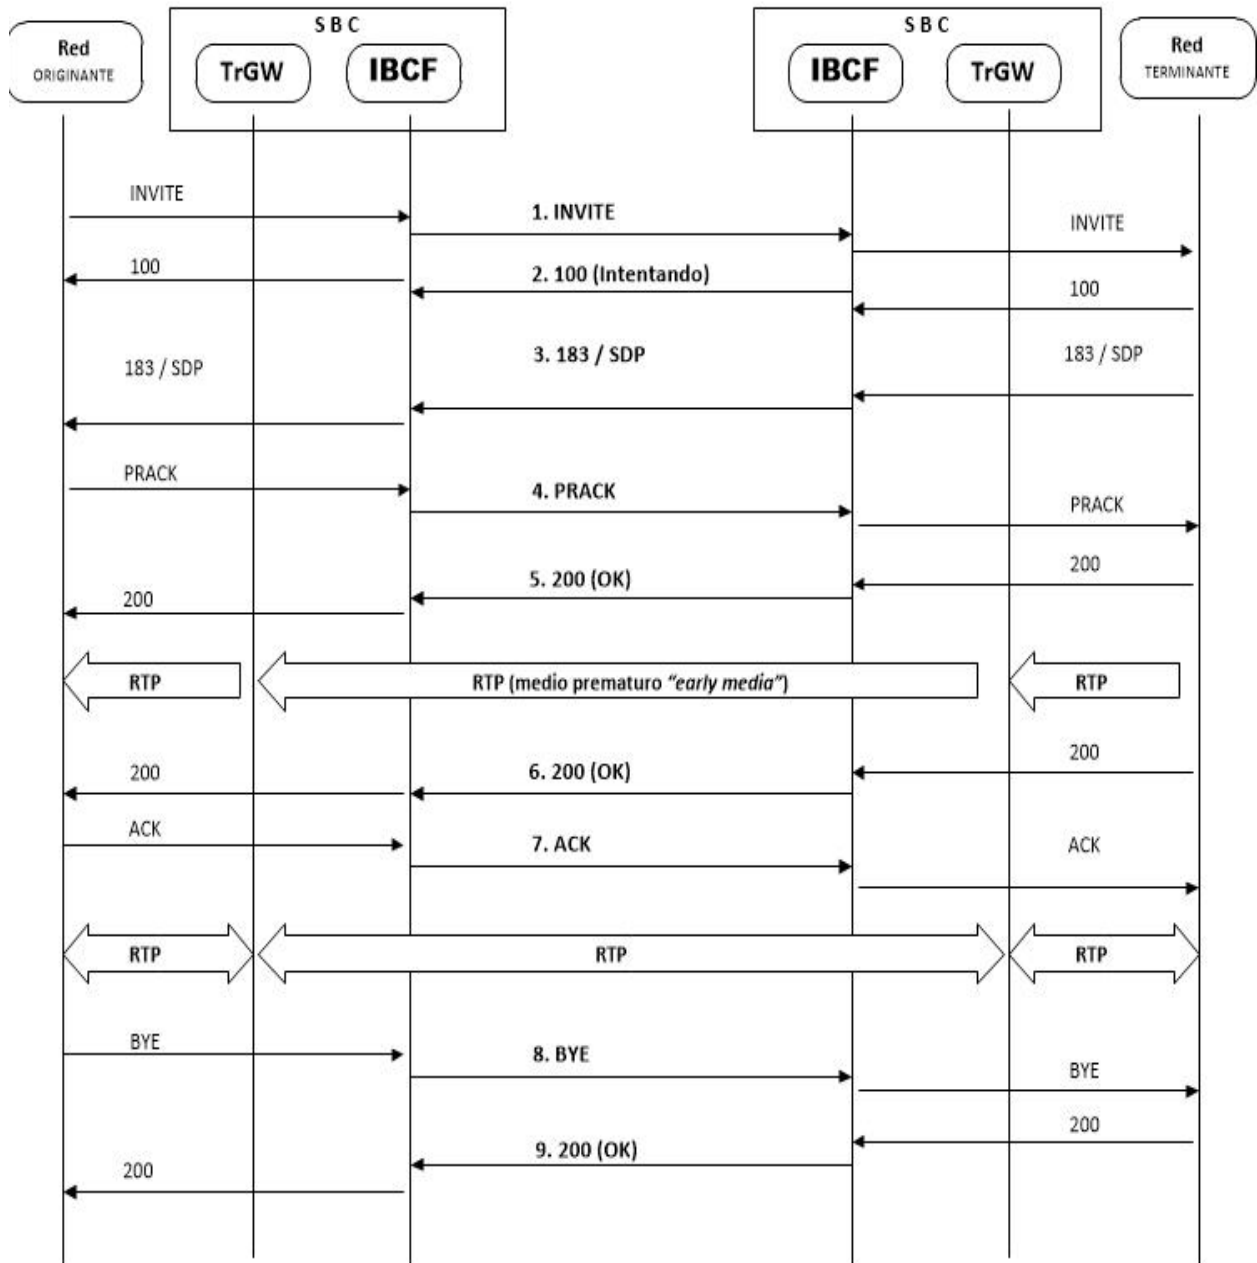 S B C
S B C
Red
ORIGINANTE
TrGW
IBCF
IBCF
TrGW
Red
TERMINANTE
INVITE
1. INVITE
INVITE
100
2. 100 (Intentando)
100
183 / SDP
3. 183 / SDP
183 / SDP
PRACK
4. PRACK
PRACK
200
5. 200 (OK)
200
RTP
RTP (medio prematuro “early media”)
RTP
200
6. 200 (OK)
200
ACK
7. ACK
ACK
RTP
RTP
RTP
BYE
8. BYE
BYE
200
9. 200 (OK)
200